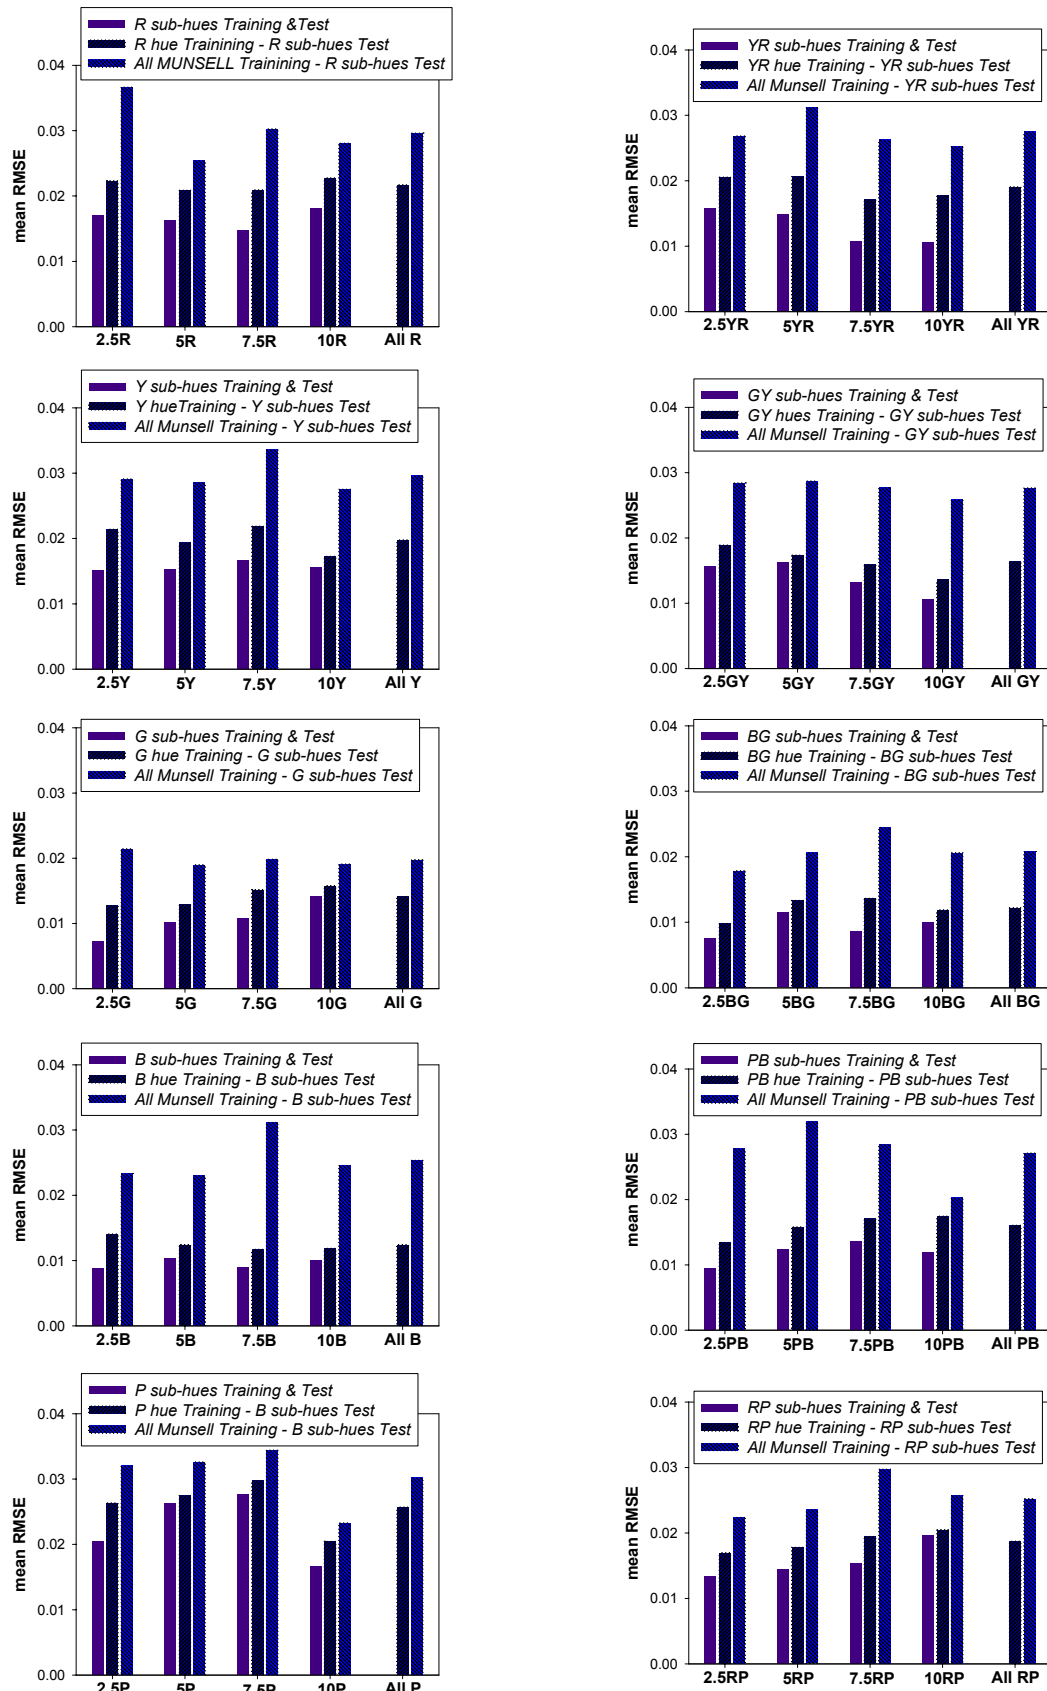 R sub-hues Training &Test
R hue Trainining - R sub-hues Test
All MUNSELL Trainining - R sub-hues Test
0.04
0.03
0.02
0.01
0.00
mean RMSE
2.5R 5R 7.5R 10R All R
YR sub-hues Training & Test
YR hue Training - YR sub-hues Test
All Munsell Training - YR sub-hues Test
0.04
0.03
0.02
0.01
0.00
mean RMSE
2.5YR 5YR 7.5YR 10YR All YR
Y sub-hues Training & Test
Y hueTraining - Y sub-hues Test
All Munsell Training - Y sub-hues Test
0.04
0.03
0.02
0.01
0.00
mean RMSE
2.5Y 5Y 7.5Y 10Y All Y
GY sub-hues Training & Test
GY hues Training - GY sub-hues Test
All Munsell Training - GY sub-hues Test
0.04
0.03
0.02
0.01
0.00
mean RMSE
2.5GY 5GY 7.5GY 10GY All GY
G sub-hues Training & Test
G hue Training - G sub-hues Test
All Munsell Training - G sub-hues Test
0.04
0.03
0.02
0.01
0.00
mean RMSE
2.5G 5G 7.5G 10G All G
BG sub-hues Training & Test
BG hue Training - BG sub-hues Test
All Munsell Training - BG sub-hues Test
0.04
0.03
0.02
0.01
0.00
mean RMSE
2.5BG 5BG 7.5BG 10BG All BG
B sub-hues Training & Test
B hue Training - B sub-hues Test
All Munsell Training - B sub-hues Test
0.04
0.03
0.02
0.01
0.00
mean RMSE
2.5B 5B 7.5B 10B All B
PB sub-hues Training & Test
PB hue Training - PB sub-hues Test
All Munsell Training - PB sub-hues Test
0.04
0.03
0.02
0.01
0.00
mean RMSE
2.5PB 5PB 7.5PB 10PB All PB
P sub-hues Training & Test
P hue Training - B sub-hues Test
All Munsell Training - B sub-hues Test
0.04
0.03
0.02
0.01
0.00
mean RMSE
2.5P 5P 7.5P 10P All P
RP sub-hues Training & Test
RP hue Training - RP sub-hues Test
All Munsell Training - RP sub-hues Test
0.04
0.03
0.02
0.01
0.00
mean RMSE
2.5RP 5RP 7.5RP 10RP All RP